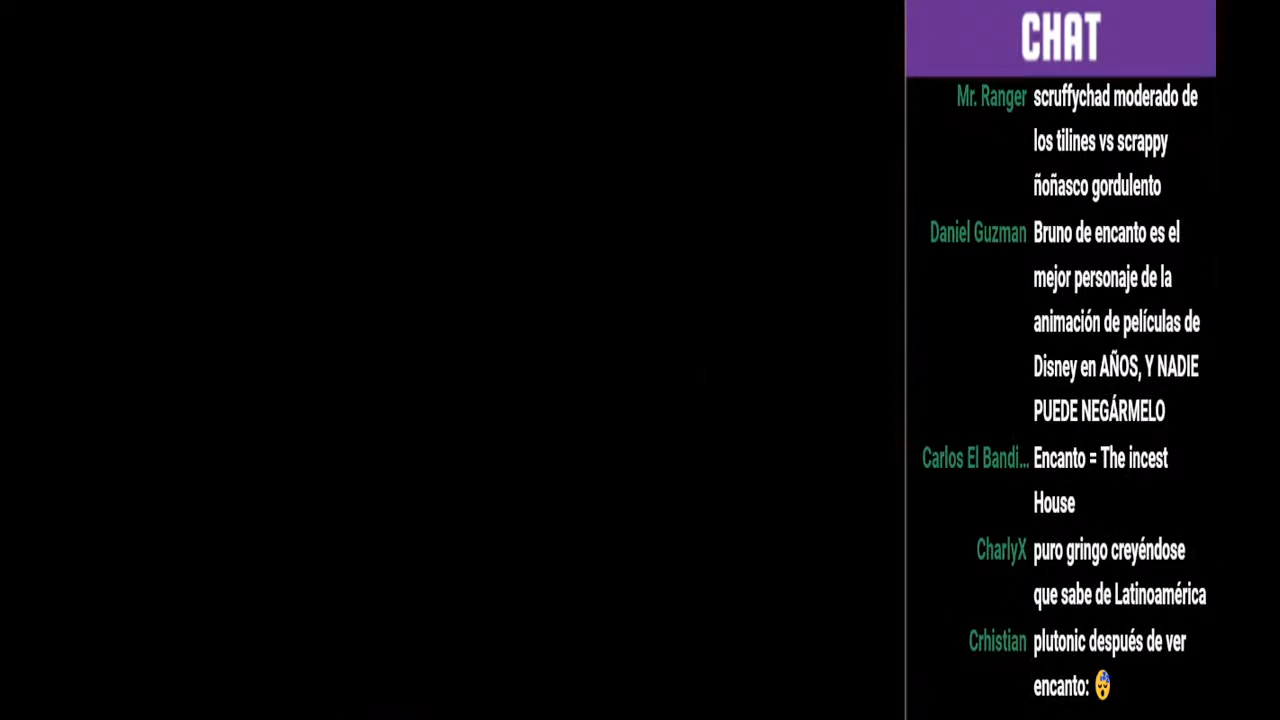 CHAT
Mr. Ranger scruffychad moderado de
los tilines vs scrappy
ñoñasco gordulento
Daniel Guzman Bruno de encanto es el
mejor personaje de la
animación de películas de
Disney en AÑOS, Y NADIE
PUEDE NEGÁRMELO
Carlos El Bandi... Encanto = The incest
House
CharlyX puro gringo creyéndose
que sabe de Latinoamérica
Crhistian plutonic después de ver
encanto: 😴